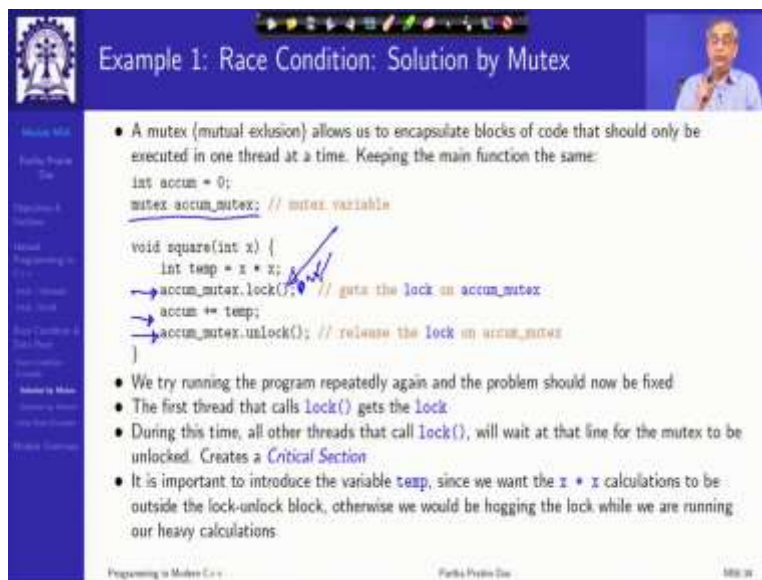 Example 1: Race Condition: Solution by Mutex
• A mutex (mutual exlusion) allows us to encapsulate blocks of code that should only be
executed in one thread at a time. Keeping the main function the same:
int accum = 0;
mutex accum_mutex; // mutex variable
void square(int x) {
int temp = x * x;
accum_mutex.lock(); // gets the lock on accum_mutex
accum += temp;
accum_mutex.unlock(); // release the lock on accum_mutex
}
• We try running the program repeatedly again and the problem should now be fixed
• The first thread that calls lock() gets the lock
• During this time, all other threads that call lock(), will wait at that line for the mutex to be
unlocked. Creates a Critical Section
• It is important to introduce the variable temp, since we want the x * x calculations to be
outside the lock-unlock block, otherwise we would be hogging the lock while we are running
our heavy calculations
Programming in Modern C++